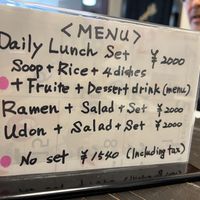 <MENU>
Daily Lunch Set ¥2000
Soop + Rice + 4 dishes
+ Fruite + Dessert drink (menu)
Ramen + Salad + Set ¥2000
Udon + Salad + Set ¥2000
No set ¥1540 (Including tax)